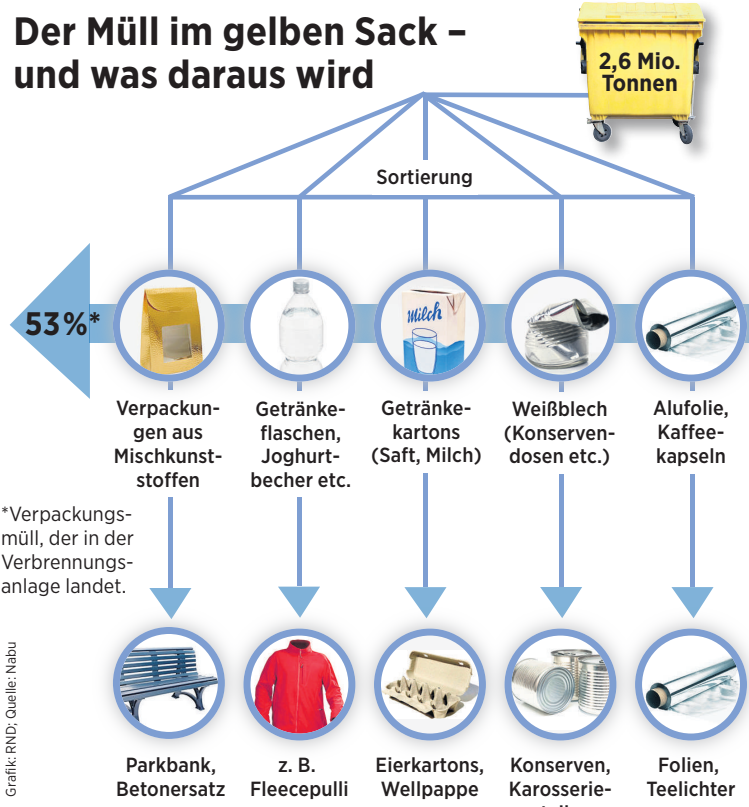 Der Müll im gelben Sack –
und was daraus wird
2,6 Mio.
Tonnen
Sortierung
53%*
Milch
Verpackun-
gen aus
Mischkunst-
stoffen
Getränke-
flaschen,
Joghurt-
becher etc.
Getränke-
kartons
(Saft, Milch)
Weißblech
(Konserven-
dosen etc.)
Alufolie,
Kaffee-
kapseln
*Verpackungs-
müll, der in der
Verbrennungs-
anlage landet.
Parkbank,
Betonersatz
z. B.
Fleecepulli
Eierkartons,
Wellpappe
Konserven,
Karosserie-
Folien,
Teelichter
Grafik: RND; Quelle: Nabu